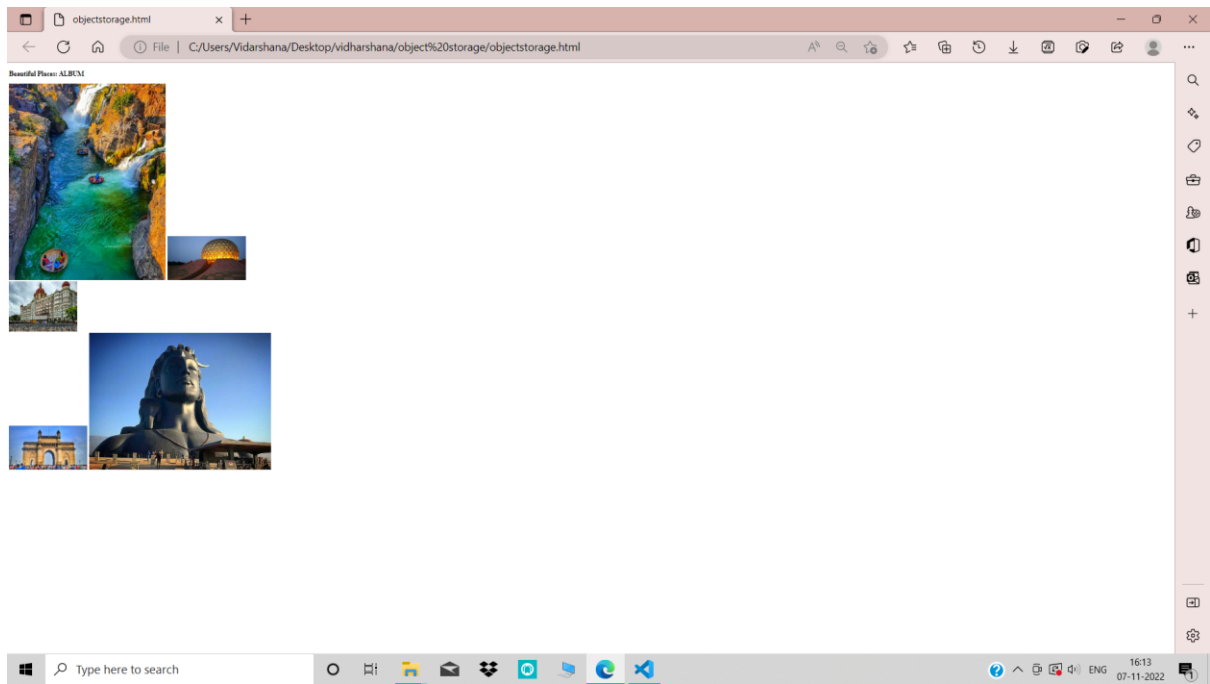 objectstorage.html
File | C:/Users/Vidarshana/Desktop/vidharshana/object%20storage/objectstorage.html
Beautiful Places: ALBUM
Type here to search
ENG
16:13
07-11-2022
1